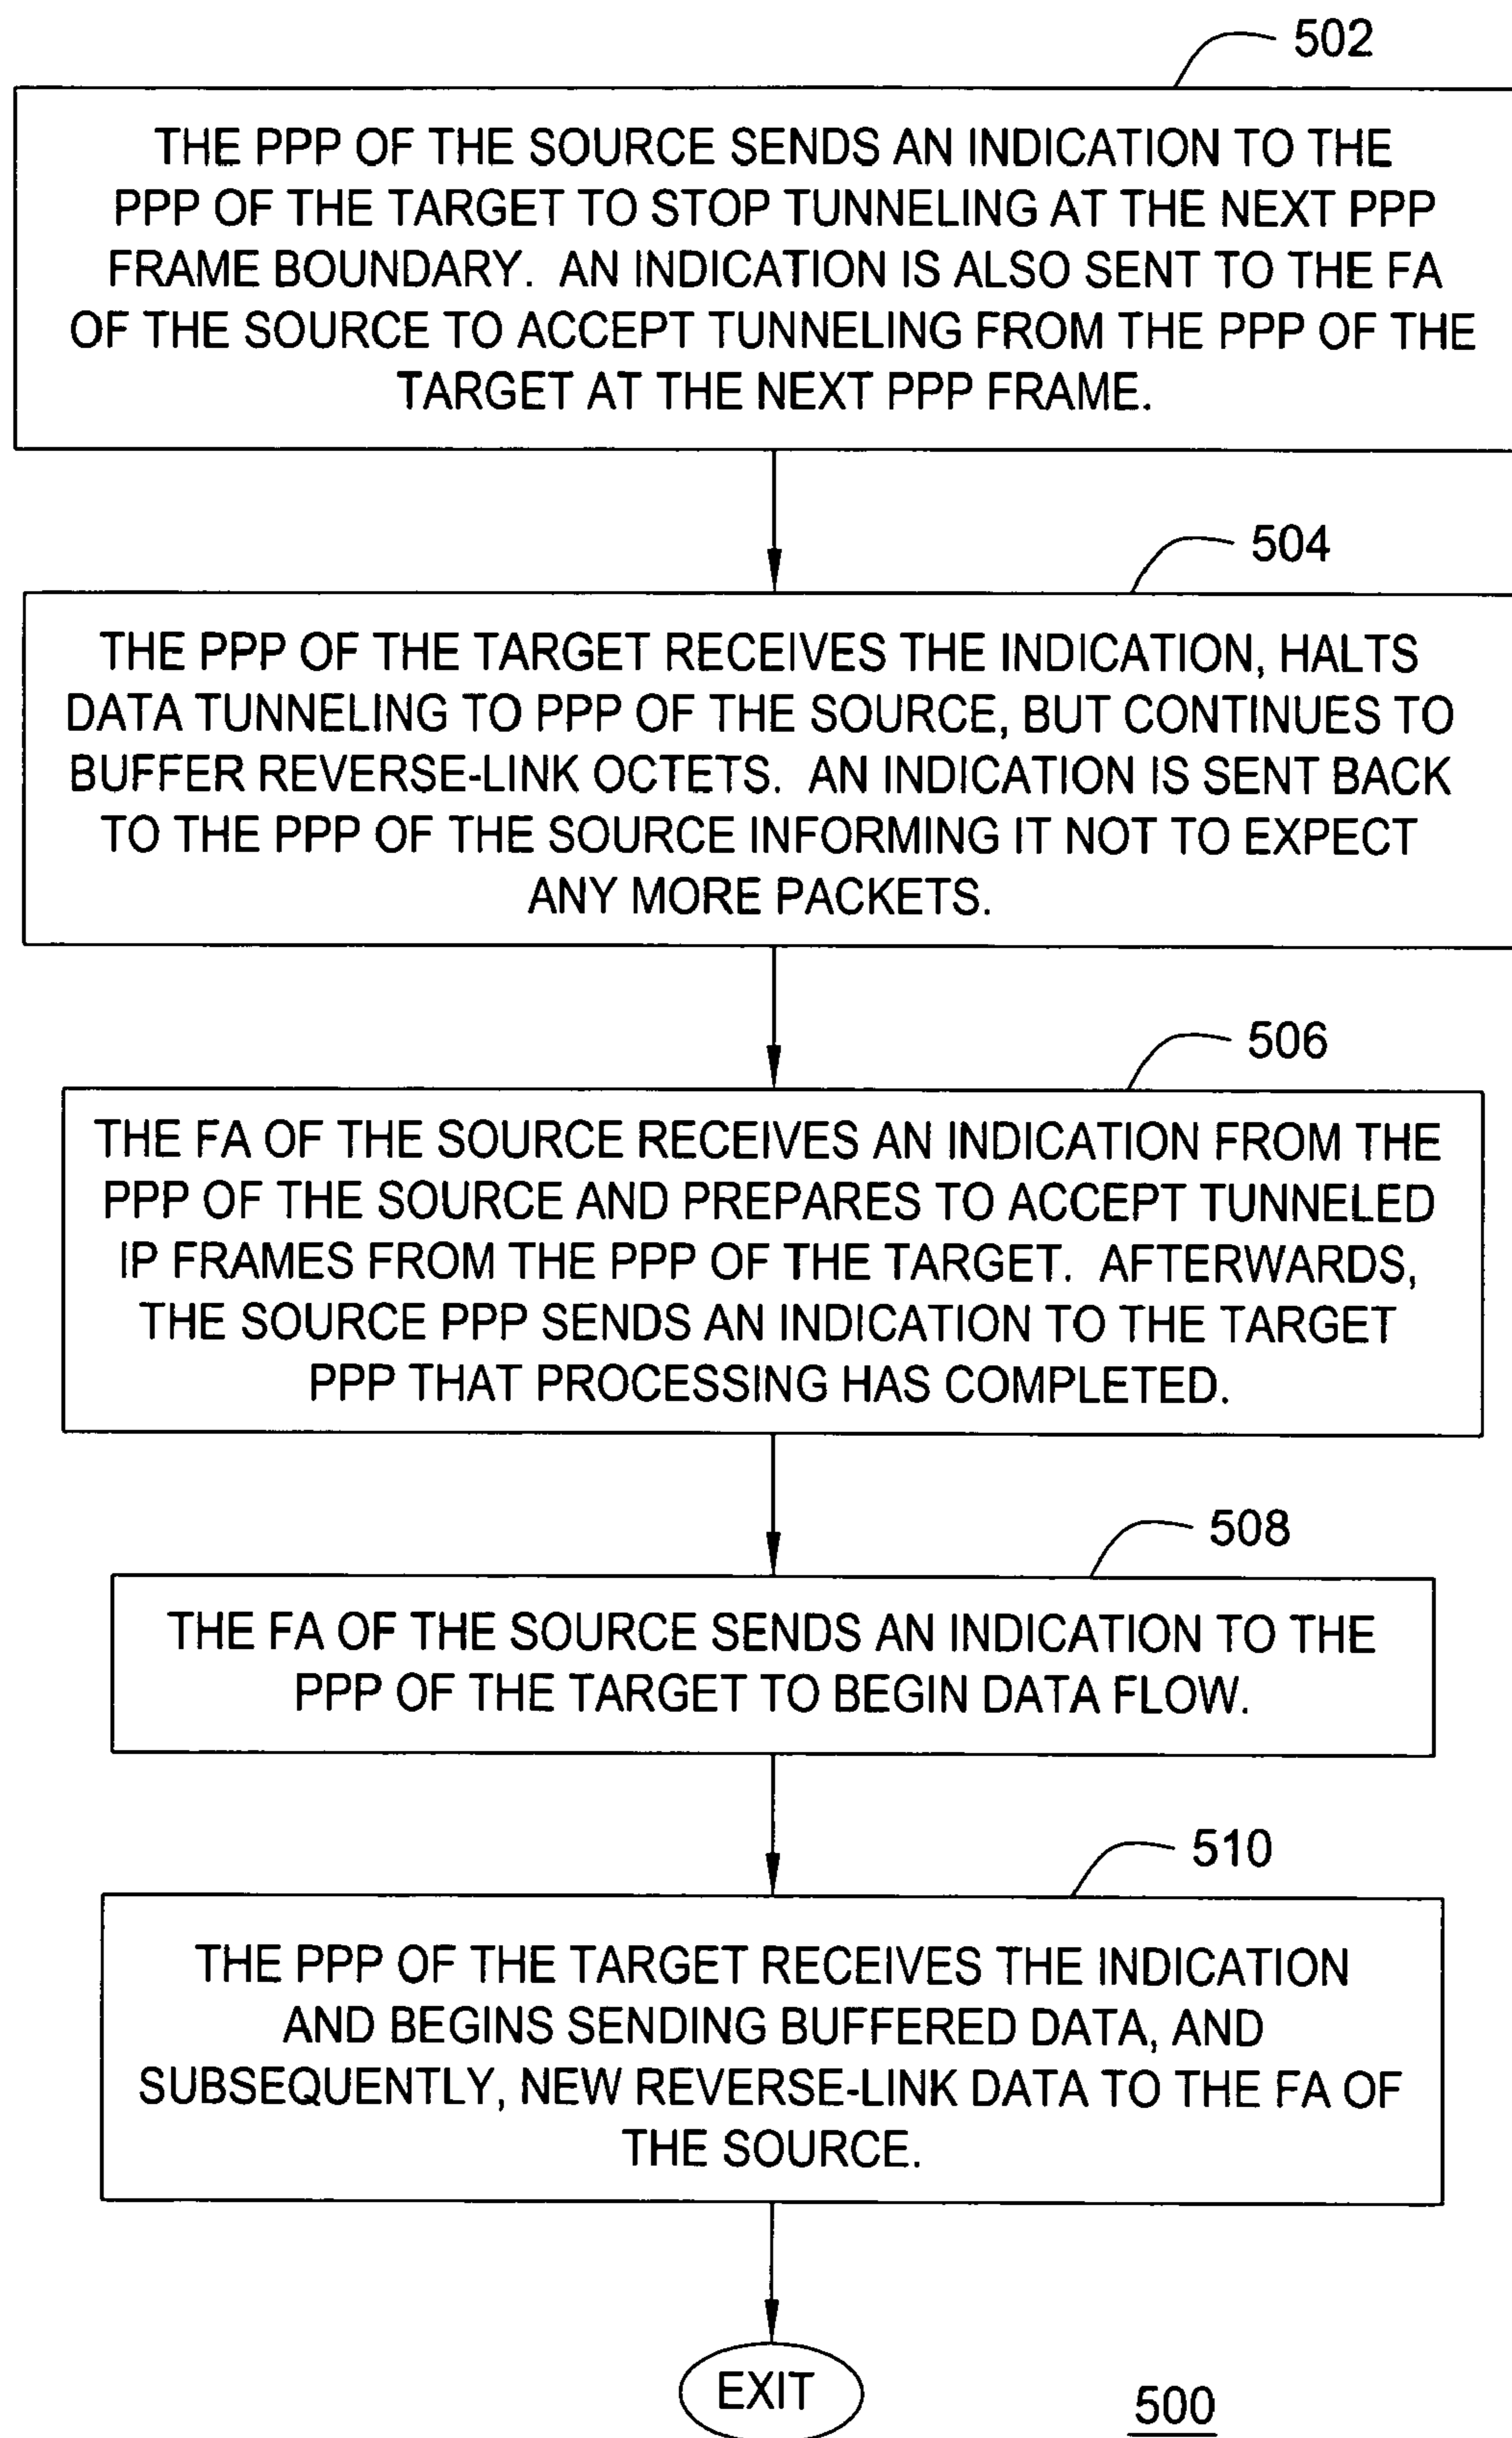 502
THE PPP OF THE SOURCE SENDS AN INDICATION TO THE
PPP OF THE TARGET TO STOP TUNNELING AT THE NEXT PPP
FRAME BOUNDARY. AN INDICATION IS ALSO SENT TO THE FA
OF THE SOURCE TO ACCEPT TUNNELING FROM THE PPP OF THE
TARGET AT THE NEXT PPP FRAME.
504
THE PPP OF THE TARGET RECEIVES THE INDICATION, HALTS
DATA TUNNELING TO PPP OF THE SOURCE, BUT CONTINUES TO
BUFFER REVERSE-LINK OCTETS. AN INDICATION IS SENT BACK
TO THE PPP OF THE SOURCE INFORMING IT NOT TO EXPECT
ANY MORE PACKETS.
506
THE FA OF THE SOURCE RECEIVES AN INDICATION FROM THE
PPP OF THE SOURCE AND PREPARES TO ACCEPT TUNNELED
IP FRAMES FROM THE PPP OF THE TARGET. AFTERWARDS,
THE SOURCE PPP SENDS AN INDICATION TO THE TARGET
PPP THAT PROCESSING HAS COMPLETED.
508
THE FA OF THE SOURCE SENDS AN INDICATION TO THE
PPP OF THE TARGET TO BEGIN DATA FLOW.
510
THE PPP OF THE TARGET RECEIVES THE INDICATION
AND BEGINS SENDING BUFFERED DATA, AND
SUBSEQUENTLY, NEW REVERSE-LINK DATA TO THE FA OF
THE SOURCE.
EXIT
500